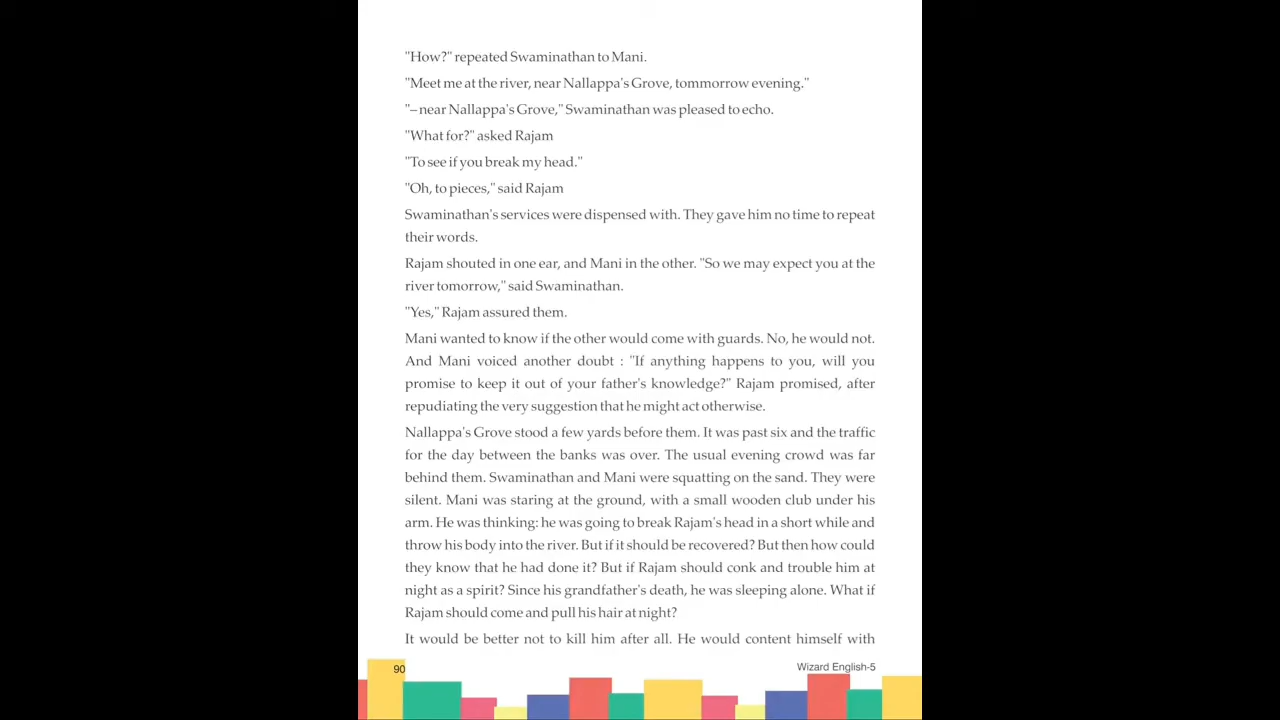 "How?" repeated Swaminathan to Mani.
"Meet me at the river, near Nallappa's Grove, tommorrow evening."
"–near Nallappa's Grove," Swaminathan was pleased to echo.
"What for?" asked Rajam
"To see if you break my head."
"Oh, to pieces," said Rajam
Swaminathan's services were dispensed with. They gave him no time to repeat
their words.
Rajam shouted in one ear, and Mani in the other. "So we may expect you at the
river tomorrow," said Swaminathan.
"Yes," Rajam assured them.
Mani wanted to know if the other would come with guards. No, he would not.
And Mani voiced another doubt : "If anything happens to you, will you
promise to keep it out of your father's knowledge?" Rajam promised, after
repudiating the very suggestion that he might act otherwise.
Nallappa's Grove stood a few yards before them. It was past six and the traffic
for the day between the banks was over. The usual evening crowd was far
behind them. Swaminathan and Mani were squatting on the sand. They were
silent. Mani was staring at the ground, with a small wooden club under his
arm. He was thinking: he was going to break Rajam's head in a short while and
throw his body into the river. But if it should be recovered? But then how could
they know that he had done it? But if Rajam should conk and trouble him at
night as a spirit? Since his grandfather's death, he was sleeping alone. What if
Rajam should come and pull his hair at night?
It would be better not to kill him after all. He would content himself with
90
Wizard English-5